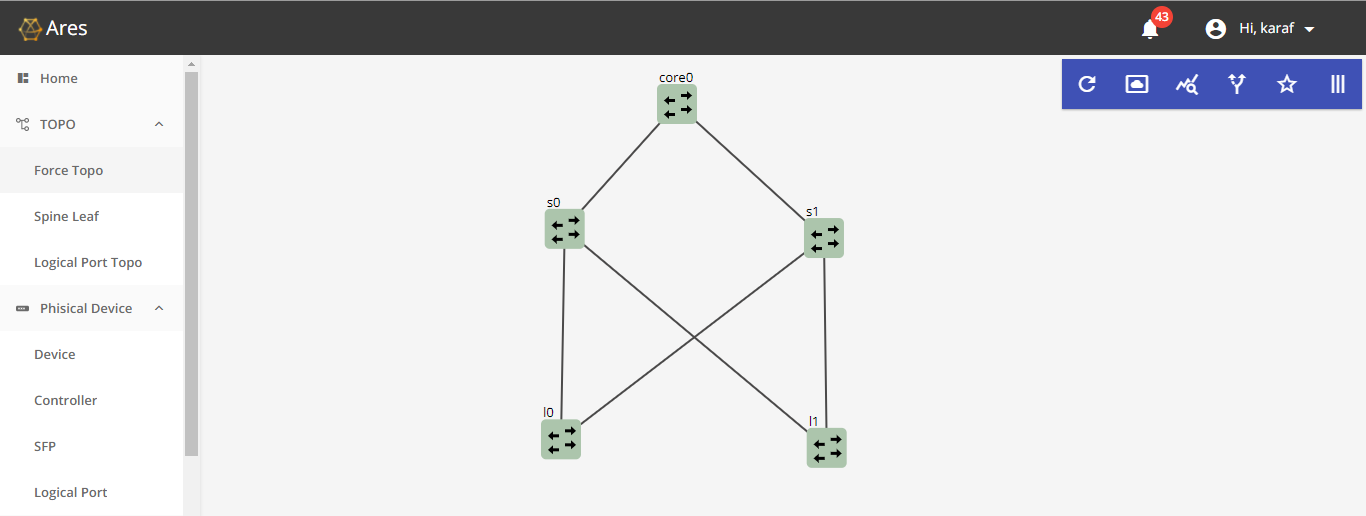 Ares
43
Hi, karaf
Home
TOPO
Force Topo
Spine Leaf
Logical Port Topo
Phisical Device
Device
Controller
SFP
Logical Port
core0
s0
s1
l0
l1